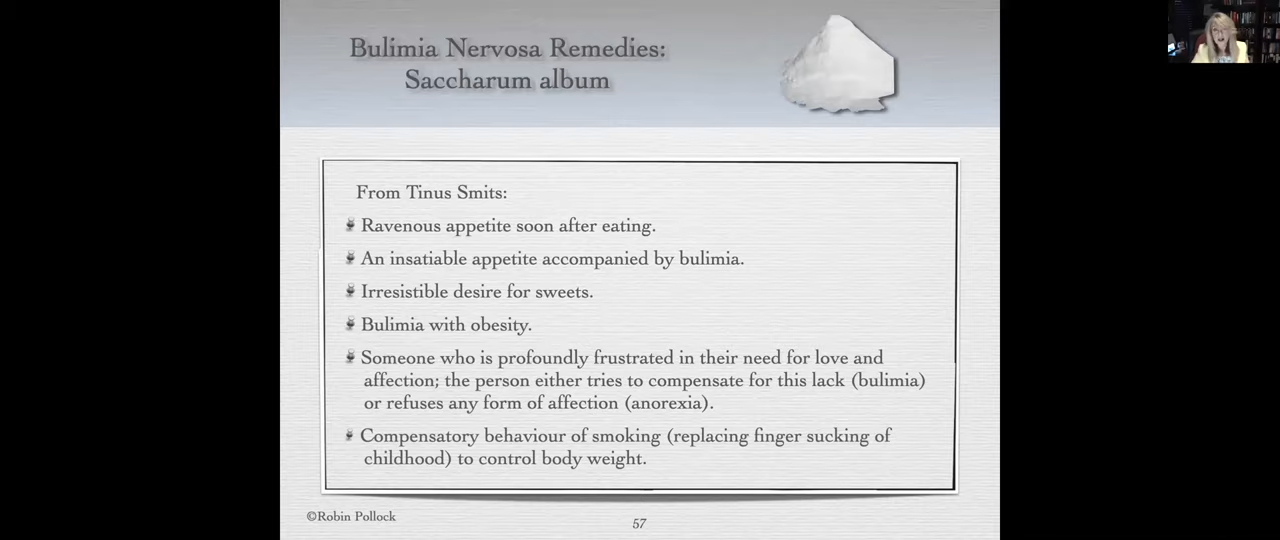 Bulimia Nervosa Remedies:
Saccharum album
From Tinus Smits:
Ravenous appetite soon after eating.
An insatiable appetite accompanied by bulimia.
Irresistible desire for sweets.
Bulimia with obesity.
Someone who is profoundly frustrated in their need for love and
affection; the person either tries to compensate for this lack (bulimia)
or refuses any form of affection (anorexia).
Compensatory behaviour of smoking (replacing finger sucking of
childhood) to control body weight.
©Robin Pollock
57